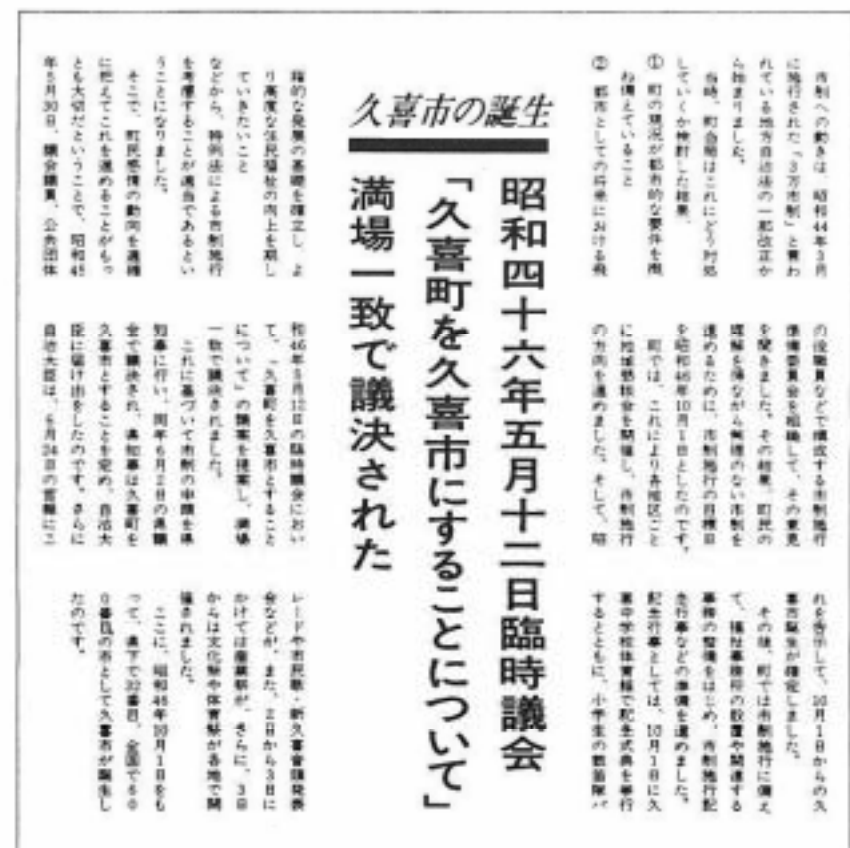 久喜市の誕生
昭和四十六年五月十二日臨時議会
「久喜町を久喜市にすることについて」
満場一致で議決された
市制への動きは、昭和44年3月
に施行された「3万市制」と言わ
れている地方自治法の一部改正か
ら始まりました。
当時、町当局はこれにどう対処
していくか検討した結果、
① 町の現況が都市的な要件を概
ね備えていること
② 都市としての将来における飛
躍的な発展の基礎を確立し、よ
り高度な住民福祉の向上を期し
ていきたいこと
などから、特例法による市制施行
を考慮することが適当であるとい
うことになりました。
そこで、町民感情の動向を適確
に把えてこれを進めることがもっ
とも大切だということで、昭和45
年5月30日、議会議員、公共団体
の役職員などで構成する市制施行
準備委員会を組織して、その意見
を聞きました。その結果、町民の
理解を得ながら無理のない市制を
進めるために、市制施行の目標日
を昭和46年10月1日としたのです。
町では、これにより各地区ごと
に地域懇談会を開催し、市制施行
の方向を進めました。そして、昭
和46年5月12日の臨時議会におい
て、「久喜町を久喜市とすること
について」の議案を提案し、満場
一致で議決されました。
これに基づいて市制の申請を県
知事に行い、同年6月2日の県議
会で議決され、県知事は久喜町を
久喜市とすることを定め、自治大
臣に届け出をしたのです。さらに
自治大臣は、6月24日の官報にこ
れを告示して、10月1日からの久
喜市誕生が確定しました。
その後、町では市制施行に備え
て、福祉事務所の設置や関連する
事務の整備をはじめ、市制施行記
念行事などの準備を進めました。
記念行事としては、10月1日に久
喜中学校体育館で記念式典を挙行
するとともに、小学生の鼓笛隊パ
レードや市民歌・新久喜音頭発表
会などが、また、2日から3日に
かけては産業祭が、さらに、3日
からは文化祭や体育祭が各地で開
催されました。
ここに、昭和46年10月1日をも
って、県下で32番目、全国で60
番目の市として久喜市が誕生し
たのです。